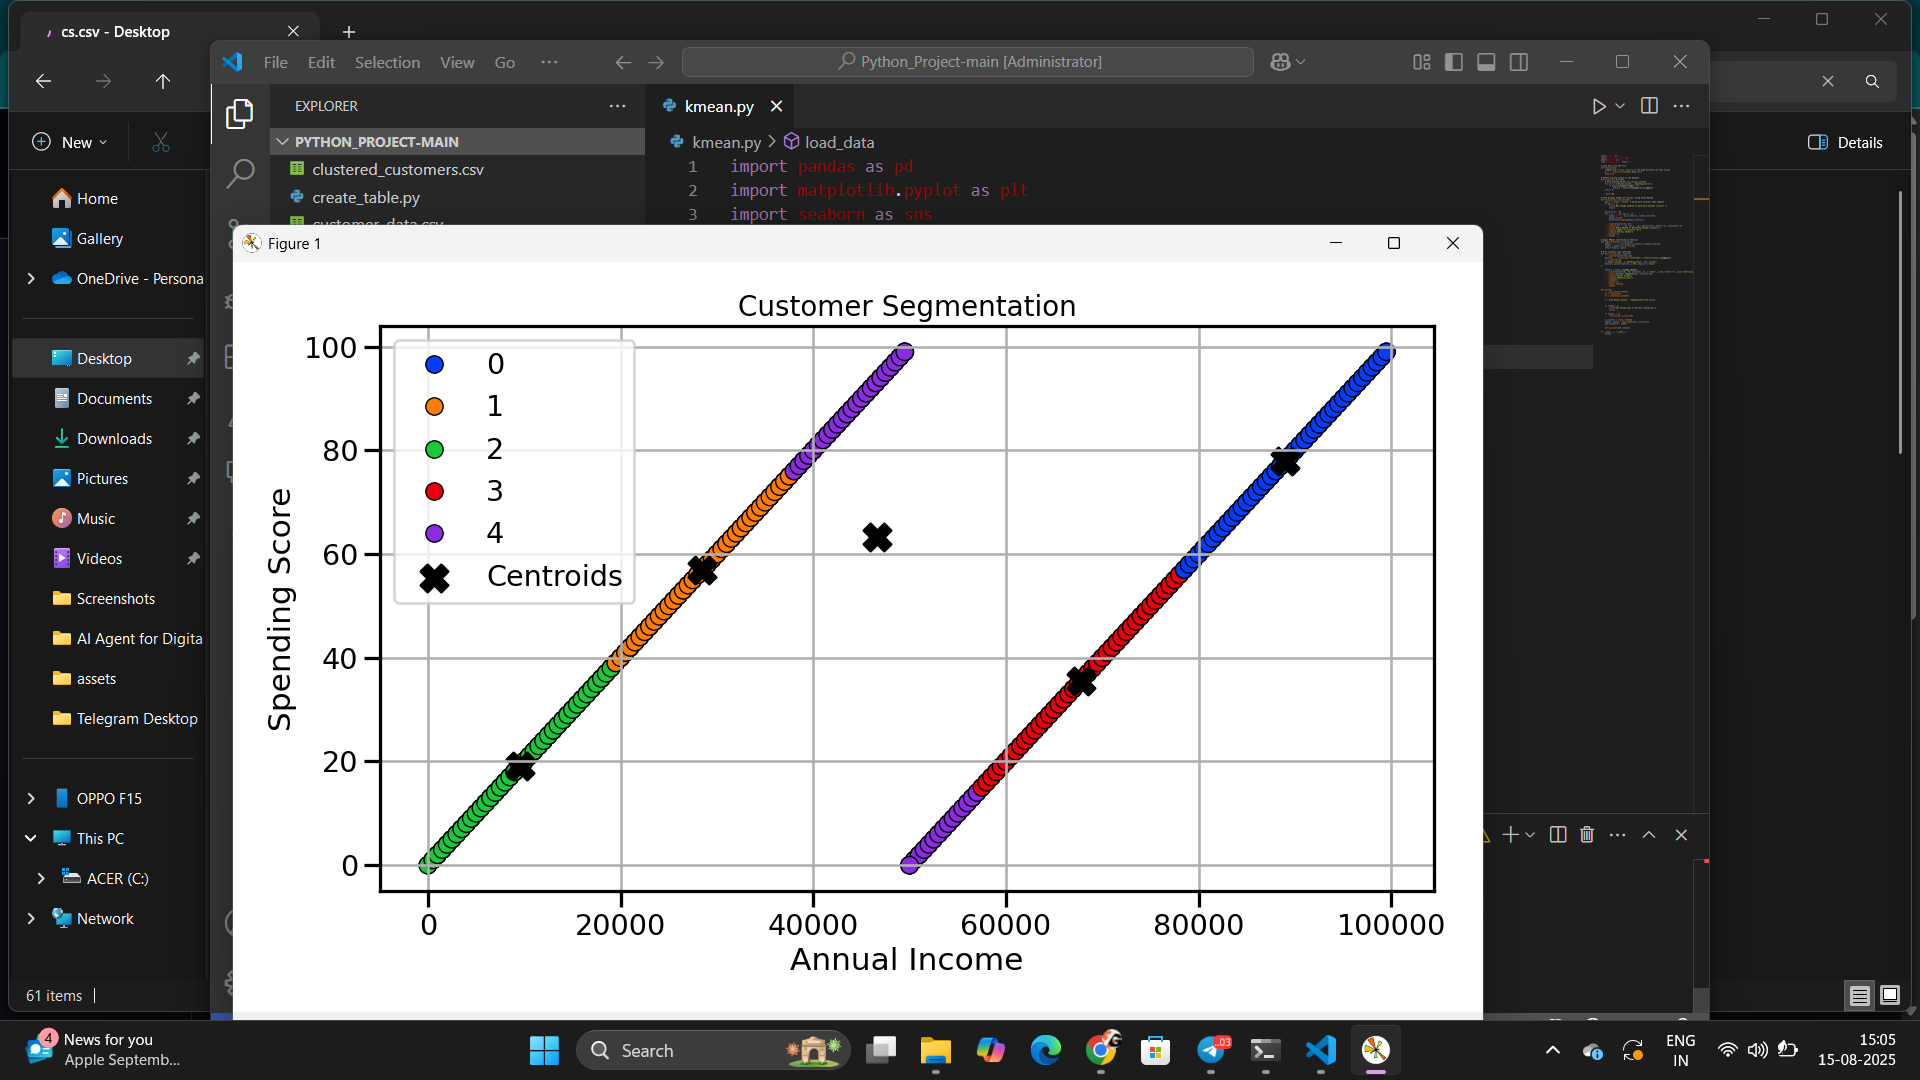 cs.csv - Desktop
File Edit Selection View Go ···
Python_Project-main [Administrator]
New
Details
EXPLORER
kmean.py
PYTHON_PROJECT-MAIN
kmean.py > load_data
clustered_customers.csv
create_table.py
customer_data.csv
1 import pandas as pd
2 import matplotlib.pyplot as plt
3 import seaborn as sns
Home
Gallery
OneDrive - Persona
Desktop
Documents
Downloads
Pictures
Music
Videos
Screenshots
AI Agent for Digita
assets
Telegram Desktop
OPPO F15
This PC
ACER (C:)
Network
61 items
Figure 1
Customer Segmentation
0
1
2
3
4
Centroids
Spending Score
100
80
60
40
20
0
0 20000 40000 60000 80000 100000
Annual Income
4
News for you
Apple Septemb...
Search
.03
ENG
IN
15:05
15-08-2025